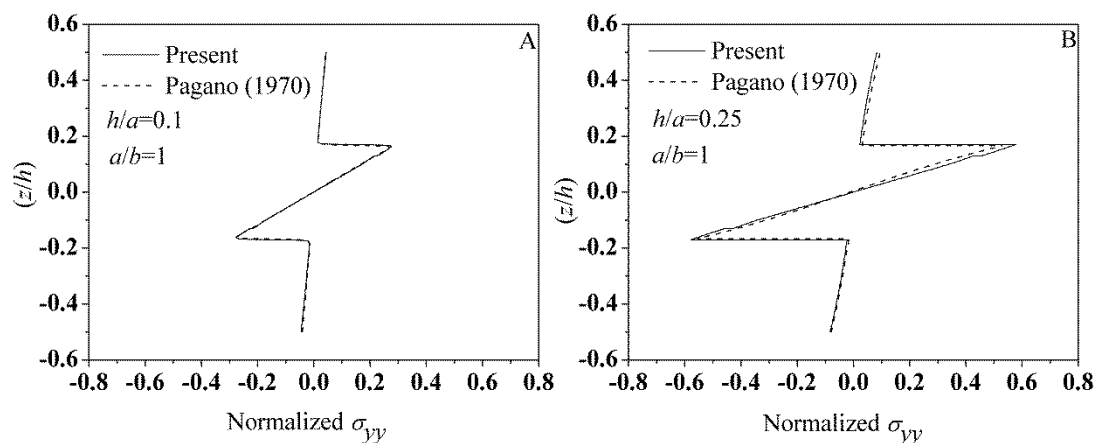 A
Present
Pagano (1970)
h/a=0.1
a/b=1
0.6
0.4
0.2
0.0
-0.2
-0.4
-0.6
(z/h)
-0.8 -0.6 -0.4 -0.2 0.0 0.2 0.4 0.6 0.8
Normalized σyy
B
Present
Pagano (1970)
h/a=0.25
a/b=1
0.6
0.4
0.2
0.0
-0.2
-0.4
-0.6
(z/h)
-0.8 -0.6 -0.4 -0.2 0.0 0.2 0.4 0.6 0.8
Normalized σyy